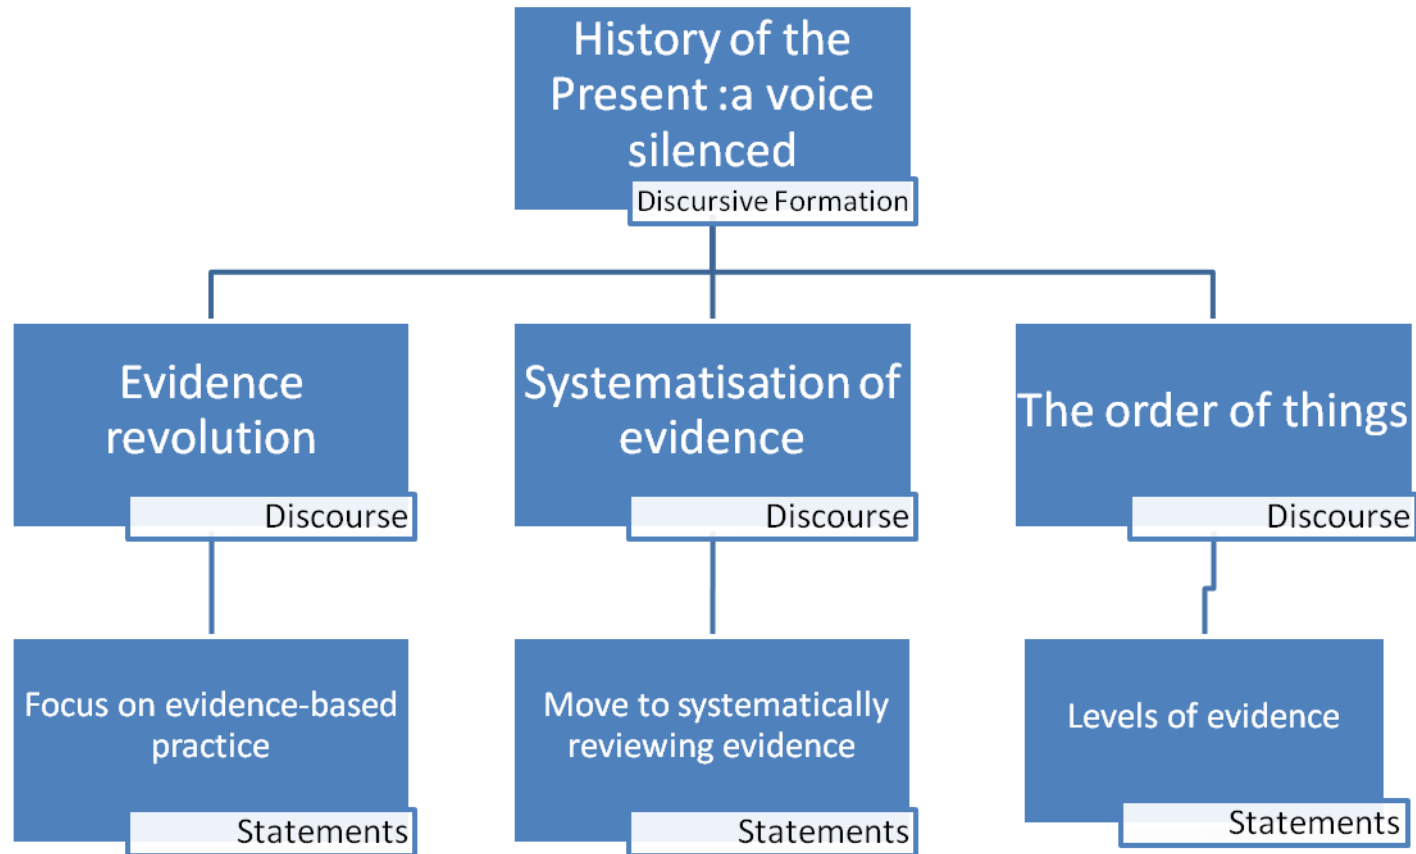 History of the
Present :a voice
silenced
Discursive Formation
Evidence
revolution
Discourse
Systematisation of
evidence
Discourse
The order of things
Discourse
Focus on evidence-based
practice
Statements
Move to systematically
reviewing evidence
Statements
Levels of evidence
Statements